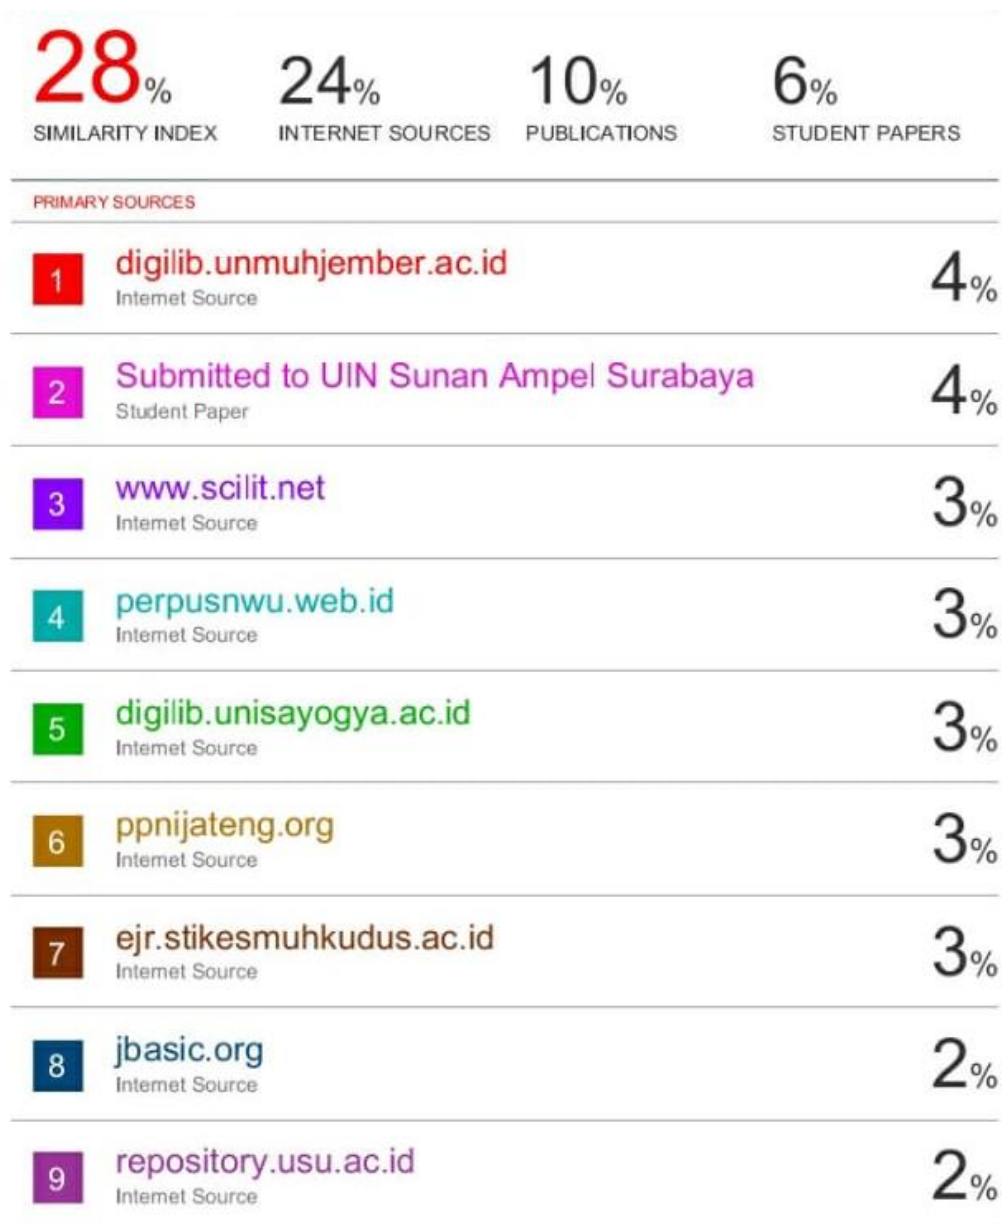 28% 24% 10% 6%
SIMILARITY INDEX INTERNET SOURCES PUBLICATIONS STUDENT PAPERS
PRIMARY SOURCES
1 digilib.unmuhjember.ac.id 4%
Internet Source
2 Submitted to UIN Sunan Ampel Surabaya 4%
Student Paper
3 www.scilit.net 3%
Internet Source
4 perpusnwu.web.id 3%
Internet Source
5 digilib.unisayogya.ac.id 3%
Internet Source
6 ppnijateng.org 3%
Internet Source
7 ejr.stikesmuhkudus.ac.id 3%
Internet Source
8 jbasic.org 2%
Internet Source
9 repository.usu.ac.id 2%
Internet Source